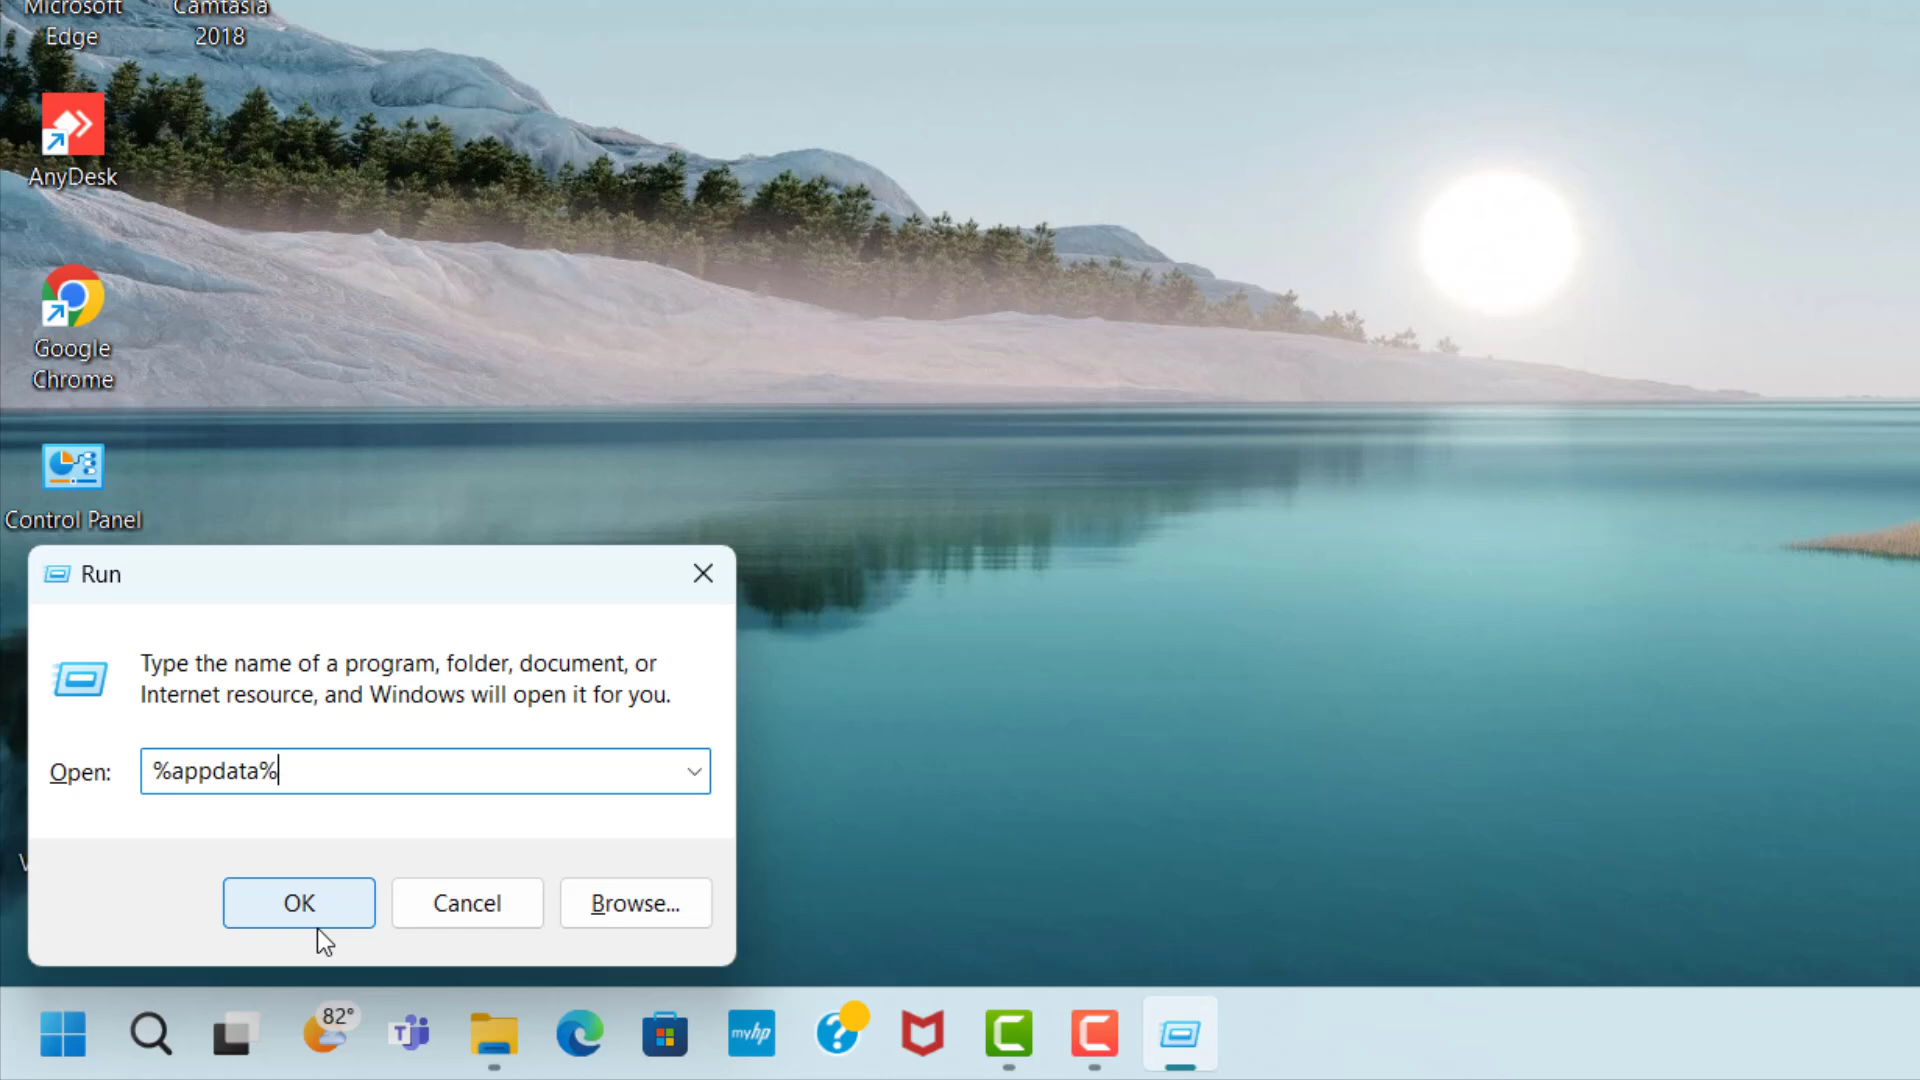 Microsoft
Edge
Camtasia
2018
AnyDesk
Google
Chrome
Control Panel
Run
Type the name of a program, folder, document, or
Internet resource, and Windows will open it for you.
Open:
%appdata%
OK
Cancel
Browse...
82°
T
myhp
?